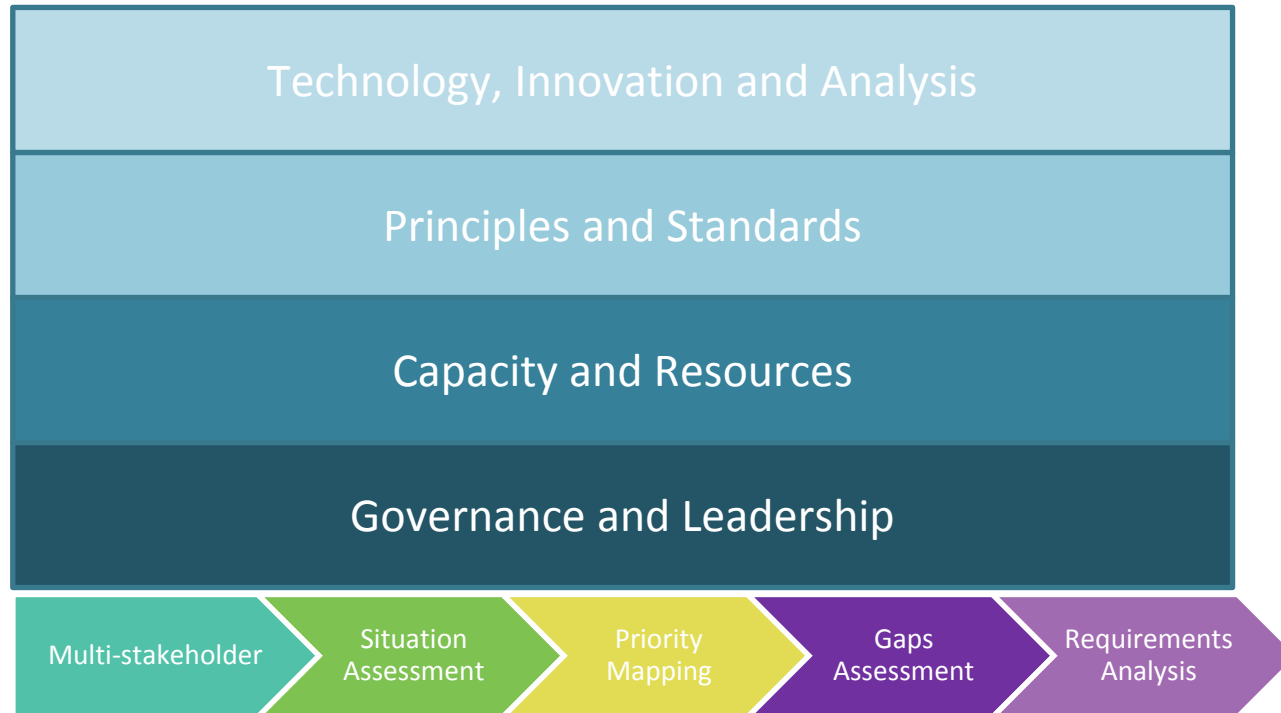 Technology, Innovation and Analysis
Principles and Standards
Capacity and Resources
Governance and Leadership
Multi-stakeholder
Situation
Assessment
Priority
Mapping
Gaps
Assessment
Requirements
Analysis